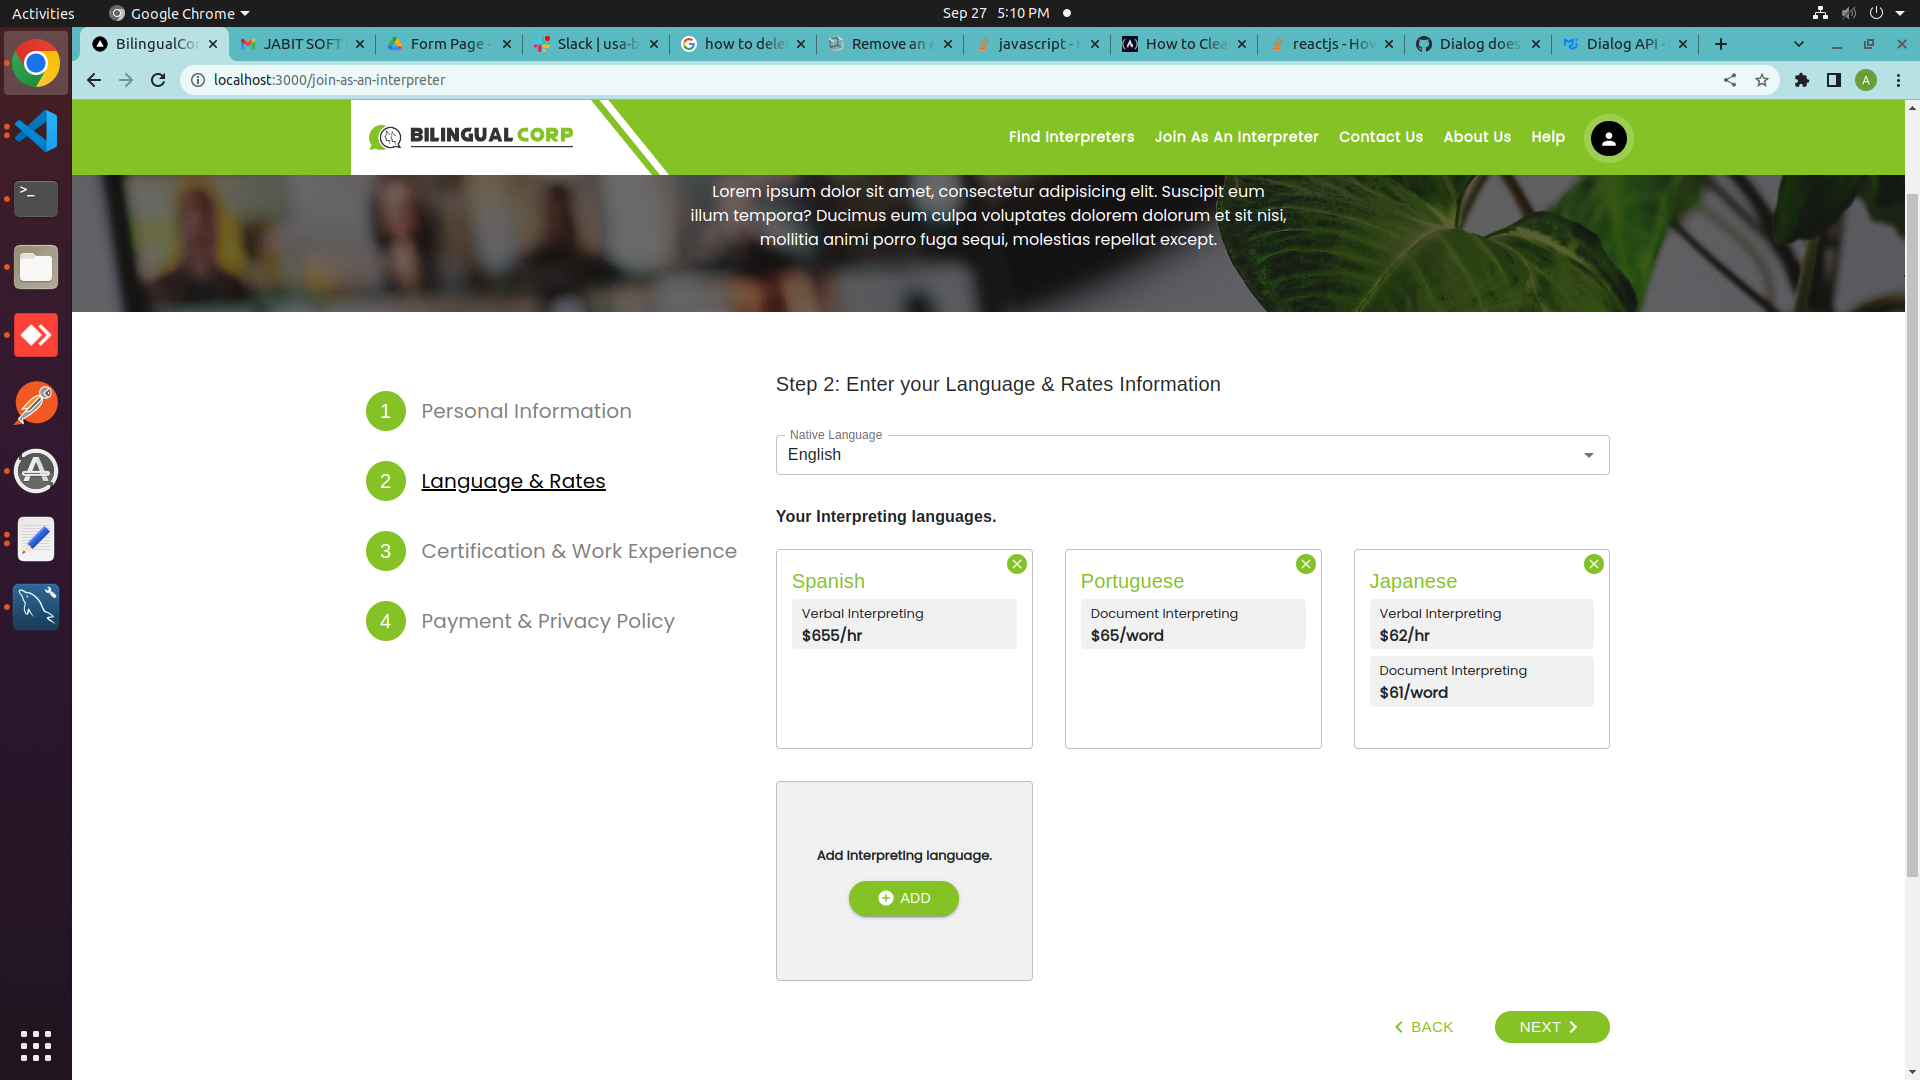 Activities
Google Chrome
Sep 27 5:10 PM
BilingualCor
JABIT SOFT
Form Page -
Slack | usa-b
how to dele
Remove an e
javascript -
How to Clea
reactjs - How
Dialog does
Dialog API -
localhost:3000/join-as-an-interpreter
A
BILINGUAL CORP
Find Interpreters
Join As An Interpreter
Contact Us
About Us
Help
Lorem ipsum dolor sit amet, consectetur adipisicing elit. Suscipit eum
illum tempora? Ducimus eum culpa voluptates dolorem dolorum et sit nisi,
mollitia animi porro fuga sequi, molestias repellat except.
1 Personal Information
2 Language & Rates
3 Certification & Work Experience
4 Payment & Privacy Policy
Step 2: Enter your Language & Rates Information
Native Language
English
Your Interpreting languages.
Spanish
Verbal Interpreting
$655/hr
Portuguese
Document Interpreting
$65/word
Japanese
Verbal Interpreting
$62/hr
Document Interpreting
$61/word
Add interpreting language.
ADD
BACK
NEXT